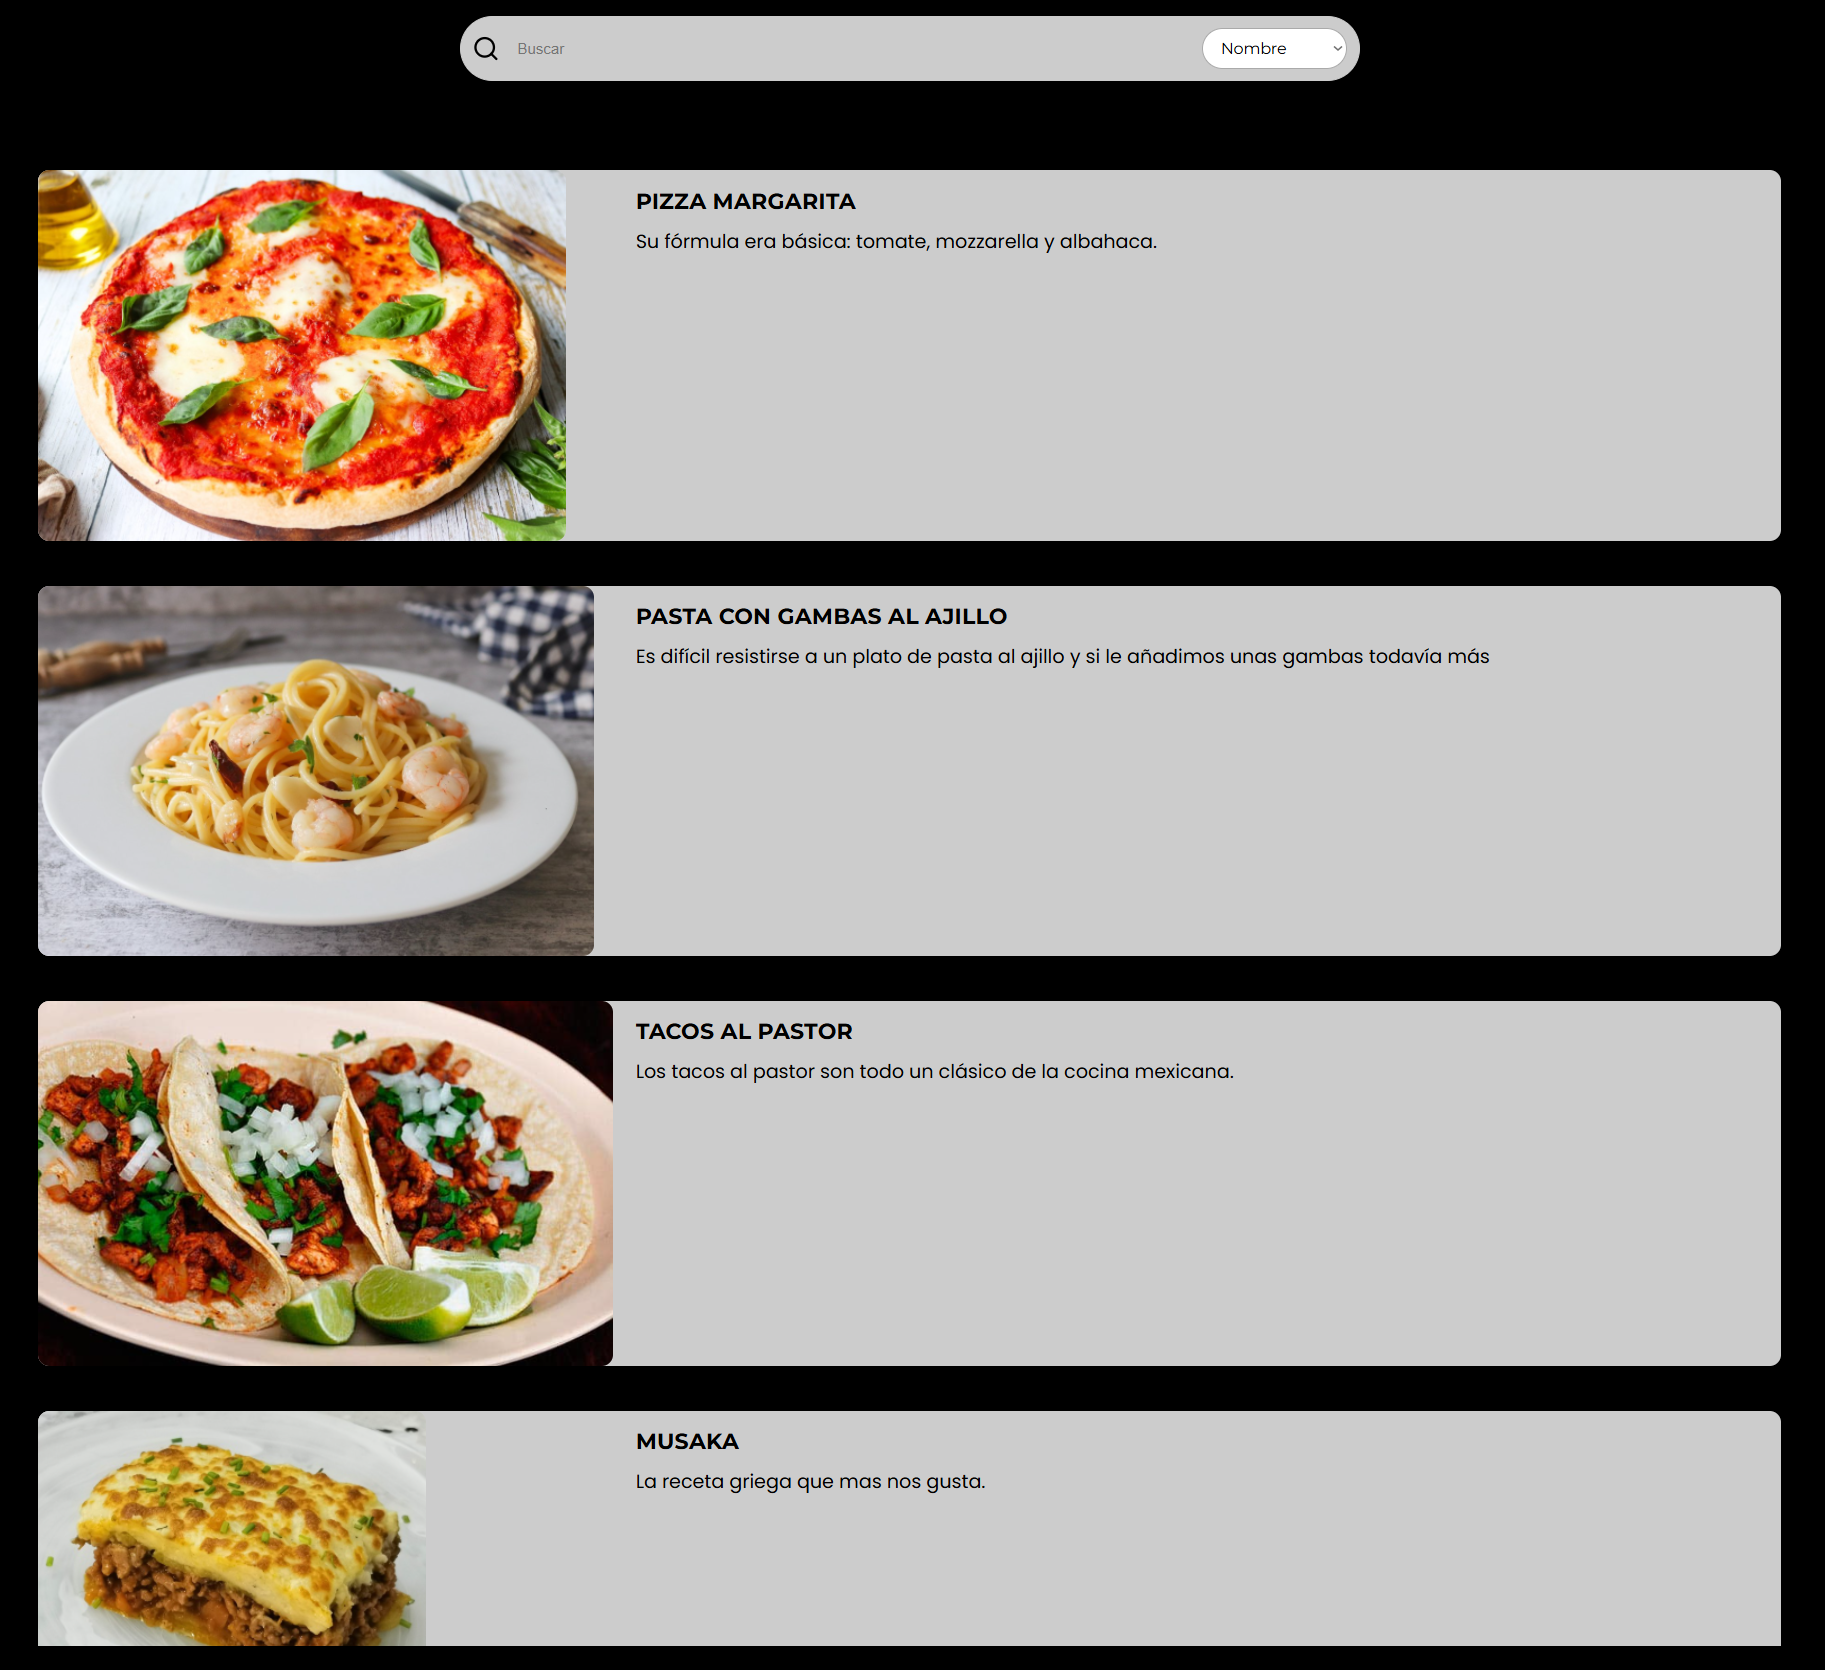 Buscar
Nombre
PIZZA MARGARITA
Su fórmula era básica: tomate, mozzarella y albahaca.
PASTA CON GAMBAS AL AJILLO
Es difícil resistirse a un plato de pasta al ajillo y si le añadimos unas gambas todavía más
TACOS AL PASTOR
Los tacos al pastor son todo un clásico de la cocina mexicana.
MUSAKA
La receta griega que mas nos gusta.